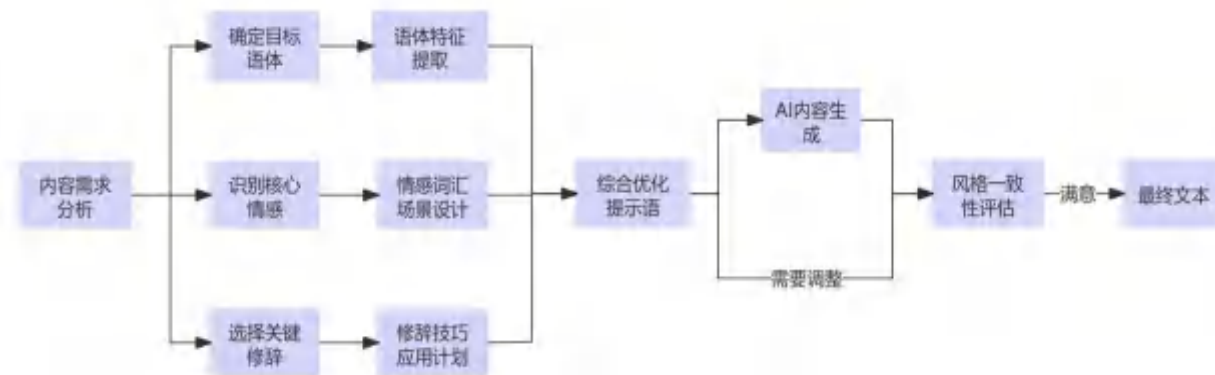 确定目标
语体
语体特征
提取
AI内容生
成
内容需求
分析
识别核心
情感
情感词汇
场景设计
综合优化
提示语
风格一致
性评估
满意
最终文本
需要调整
选择关键
修辞
修辞技巧
应用计划